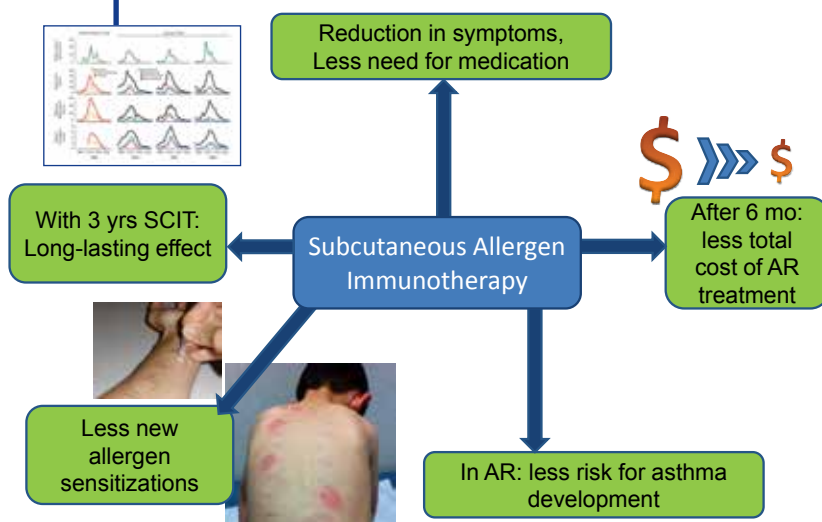 Reduction in symptoms,
Less need for medication
$ $
With 3 yrs SCIT:
Long-lasting effect
Subcutaneous Allergen
Immunotherapy
After 6 mo:
less total
cost of AR
treatment
Less new
allergen
sensitizations
In AR: less risk for asthma
development